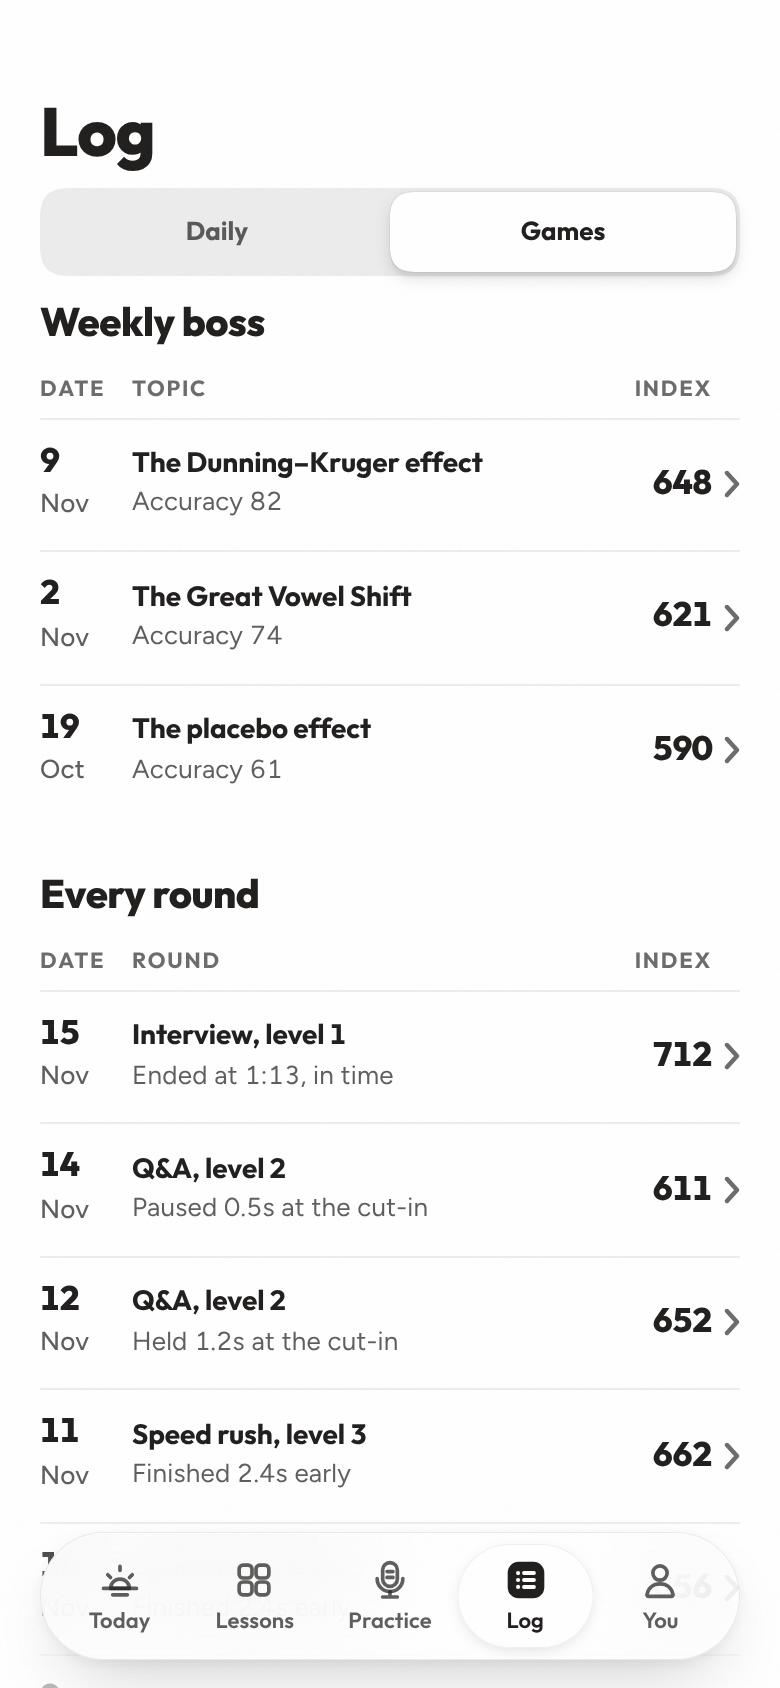 Log
Daily
Games
Weekly boss
DATE TOPIC INDEX
9 The Dunning–Kruger effect
Nov Accuracy 82
648
2 The Great Vowel Shift
Nov Accuracy 74
621
19 The placebo effect
Oct Accuracy 61
590
Every round
DATE ROUND INDEX
15 Interview, level 1
Nov Ended at 1:13, in time
712
14 Q&A, level 2
Nov Paused 0.5s at the cut-in
611
12 Q&A, level 2
Nov Held 1.2s at the cut-in
652
11 Speed rush, level 3
Nov Finished 2.4s early
662
Today
Lessons
Practice
Log
You